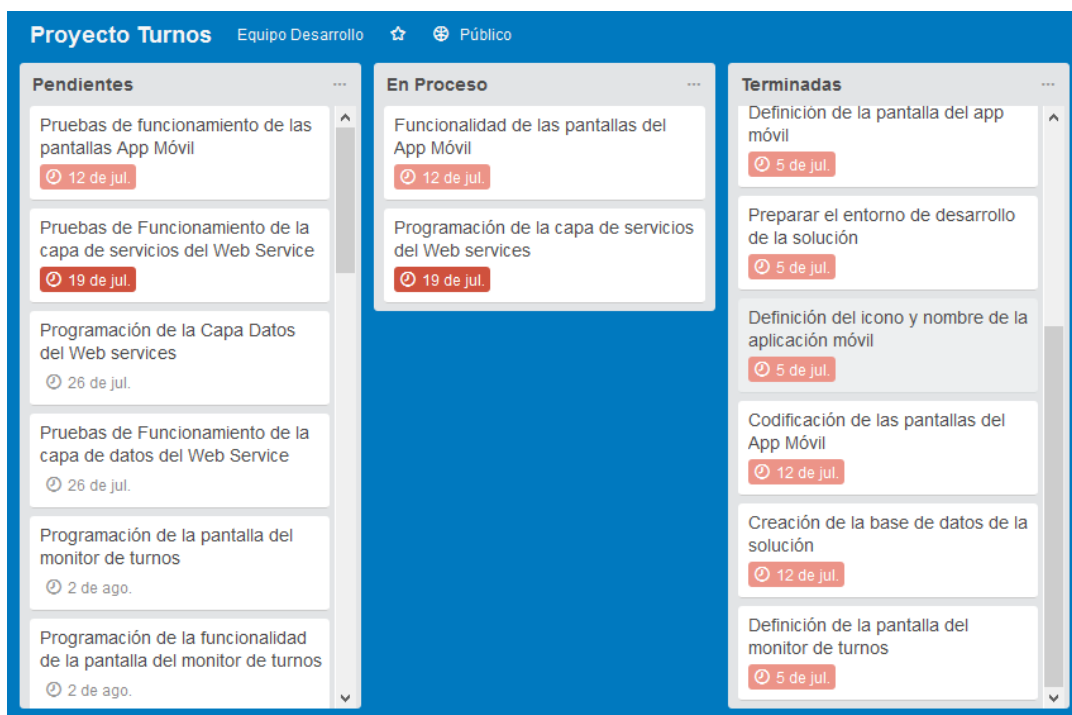 Proyecto Turnos Equipo Desarrollo Público
Pendientes
Pruebas de funcionamiento de las
pantallas App Móvil
12 de jul.
Pruebas de Funcionamiento de la
capa de servicios del Web Service
19 de jul.
Programación de la Capa Datos
del Web services
26 de jul.
Pruebas de Funcionamiento de la
capa de datos del Web Service
26 de jul.
Programación de la pantalla del
monitor de turnos
2 de ago.
Programación de la funcionalidad
de la pantalla del monitor de turnos
2 de ago.
En Proceso
Funcionalidad de las pantallas del
App Móvil
12 de jul.
Programación de la capa de servicios
del Web services
19 de jul.
Terminadas
Definición de la pantalla del app
móvil
5 de jul.
Preparar el entorno de desarrollo
de la solución
5 de jul.
Definición del icono y nombre de la
aplicación móvil
5 de jul.
Codificación de las pantallas del
App Móvil
12 de jul.
Creación de la base de datos de la
solución
12 de jul.
Definición de la pantalla del
monitor de turnos
5 de jul.